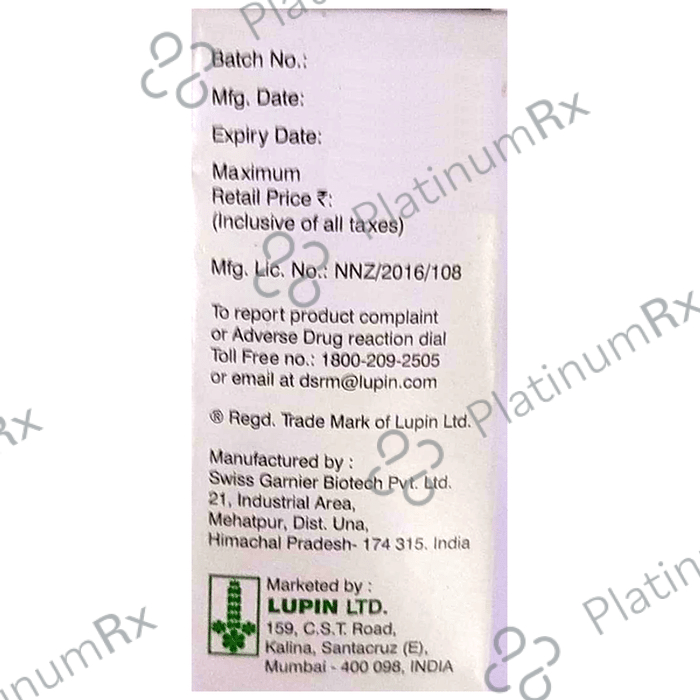 Batch No.:
Mfg. Date:
Expiry Date:
Maximum
Retail Price ₹:
(Inclusive of all taxes)
Mfg. Lic. No.: NNZ/2016/108
To report product complaint
or Adverse Drug reaction dial
Toll Free no.: 1800-209-2505
or email at dsrm@lupin.com
® Regd. Trade Mark of Lupin Ltd.
Manufactured by :
Swiss Garnier Biotech Pvt. Ltd.
21, Industrial Area,
Mehatpur, Dist. Una,
Himachal Pradesh- 174 315. India
Marketed by :
LUPIN LTD.
159, C.S.T. Road,
Kalina, Santacruz (E),
Mumbai - 400 098, INDIA
PlatinumRx
PlatinumRx
PlatinumRx
Rx
Platin
inumRx